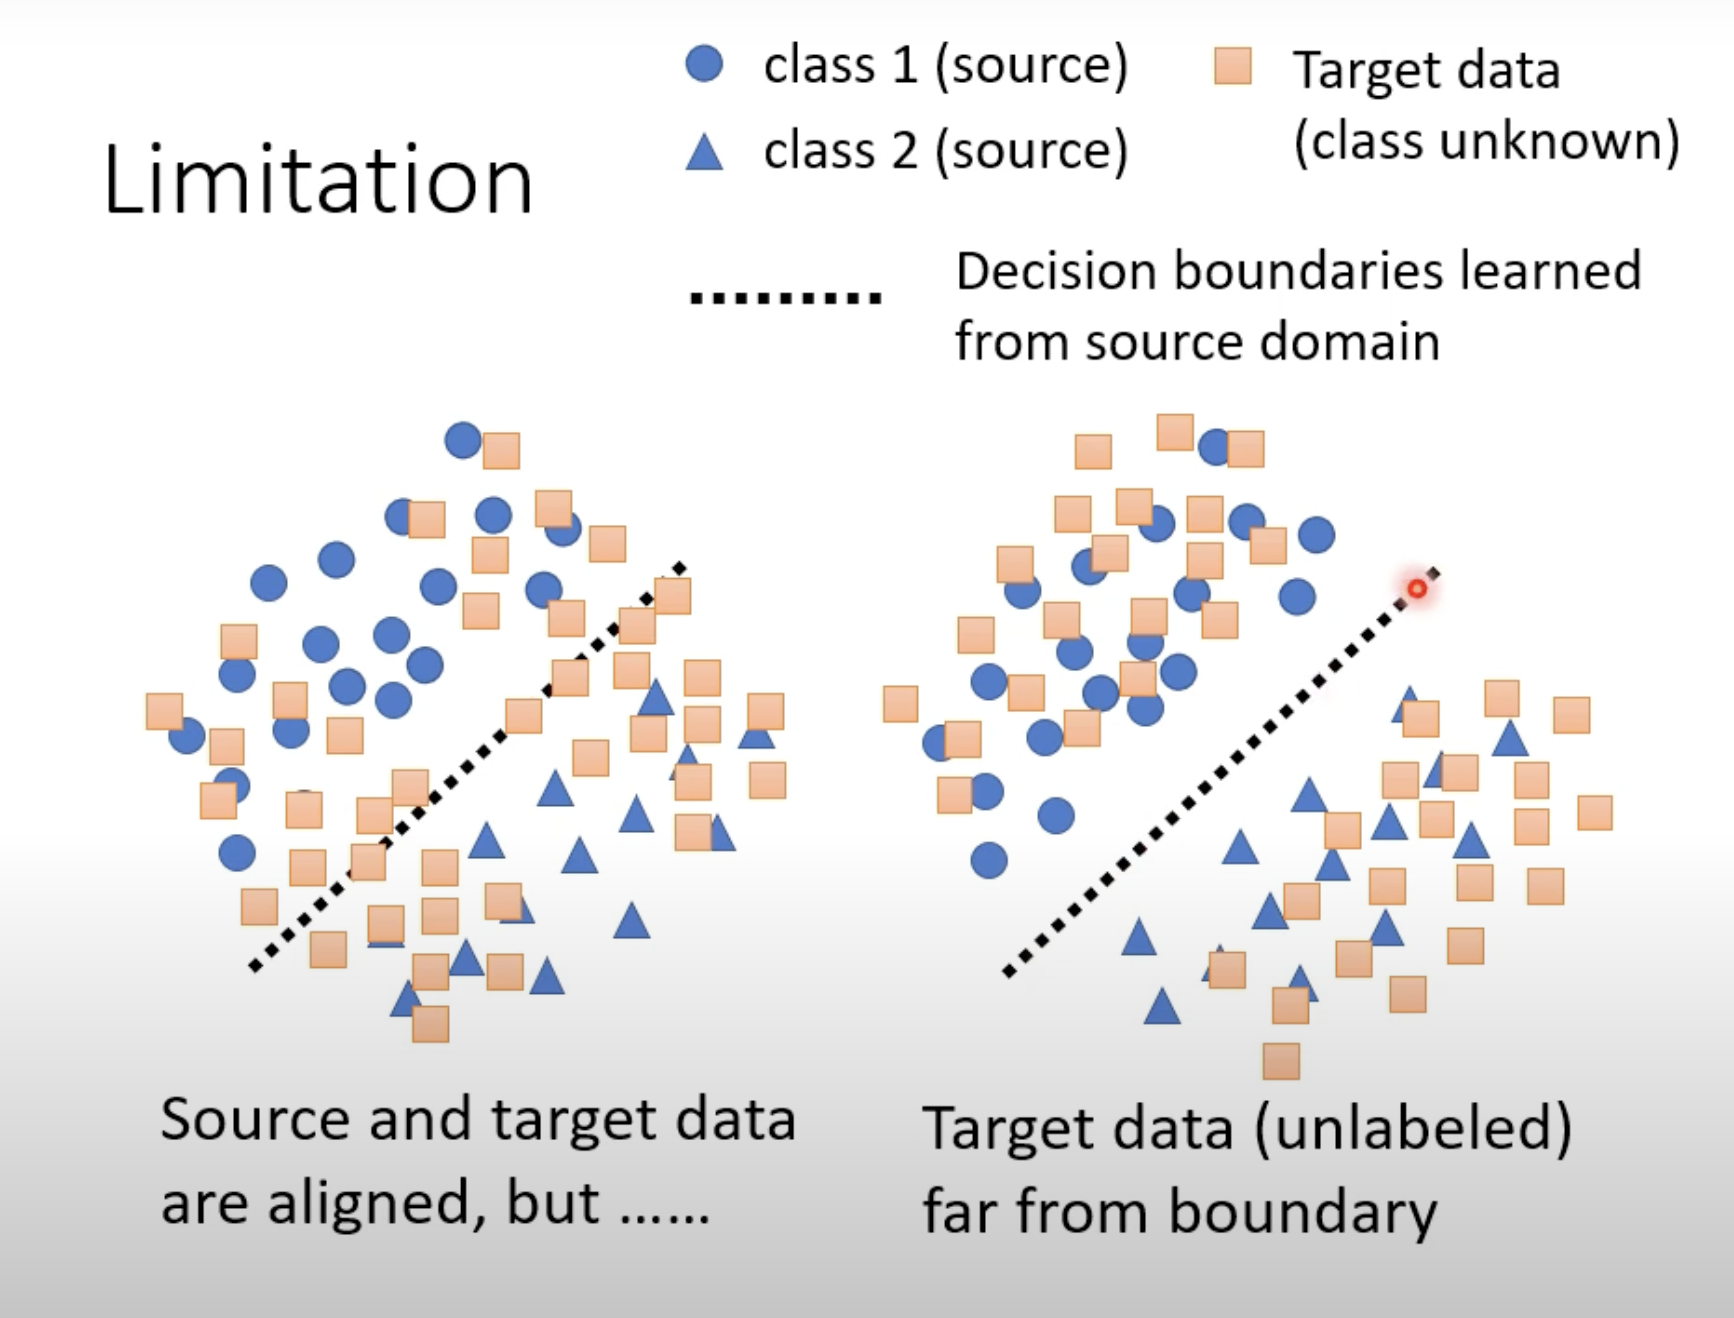 Limitation
class 1 (source)
class 2 (source)
Target data
(class unknown)
Decision boundaries learned
from source domain
Source and target data
are aligned, but ......
Target data (unlabeled)
far from boundary